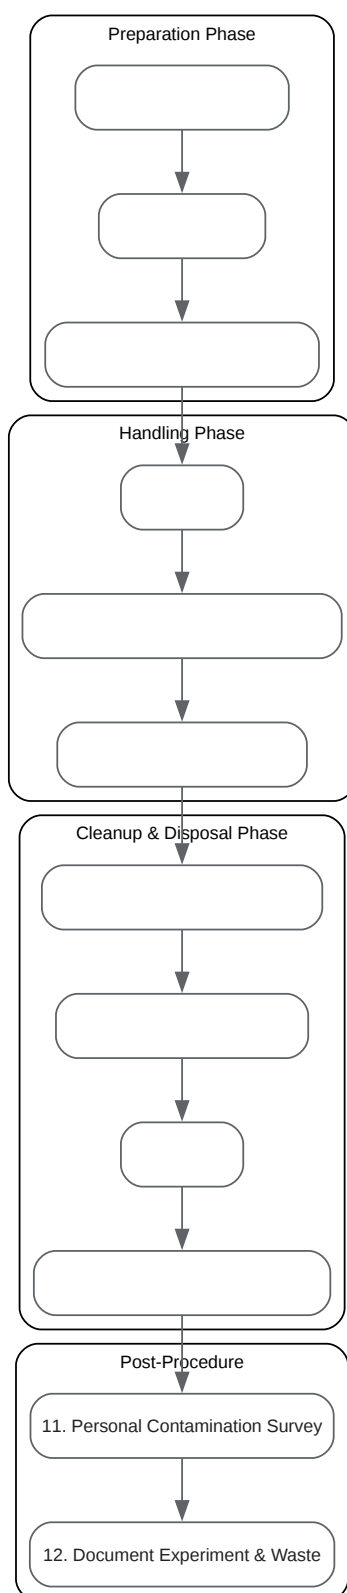 Preparation Phase
Handling Phase
Cleanup & Disposal Phase
Post-Procedure
11. Personal Contamination Survey
12. Document Experiment & Waste